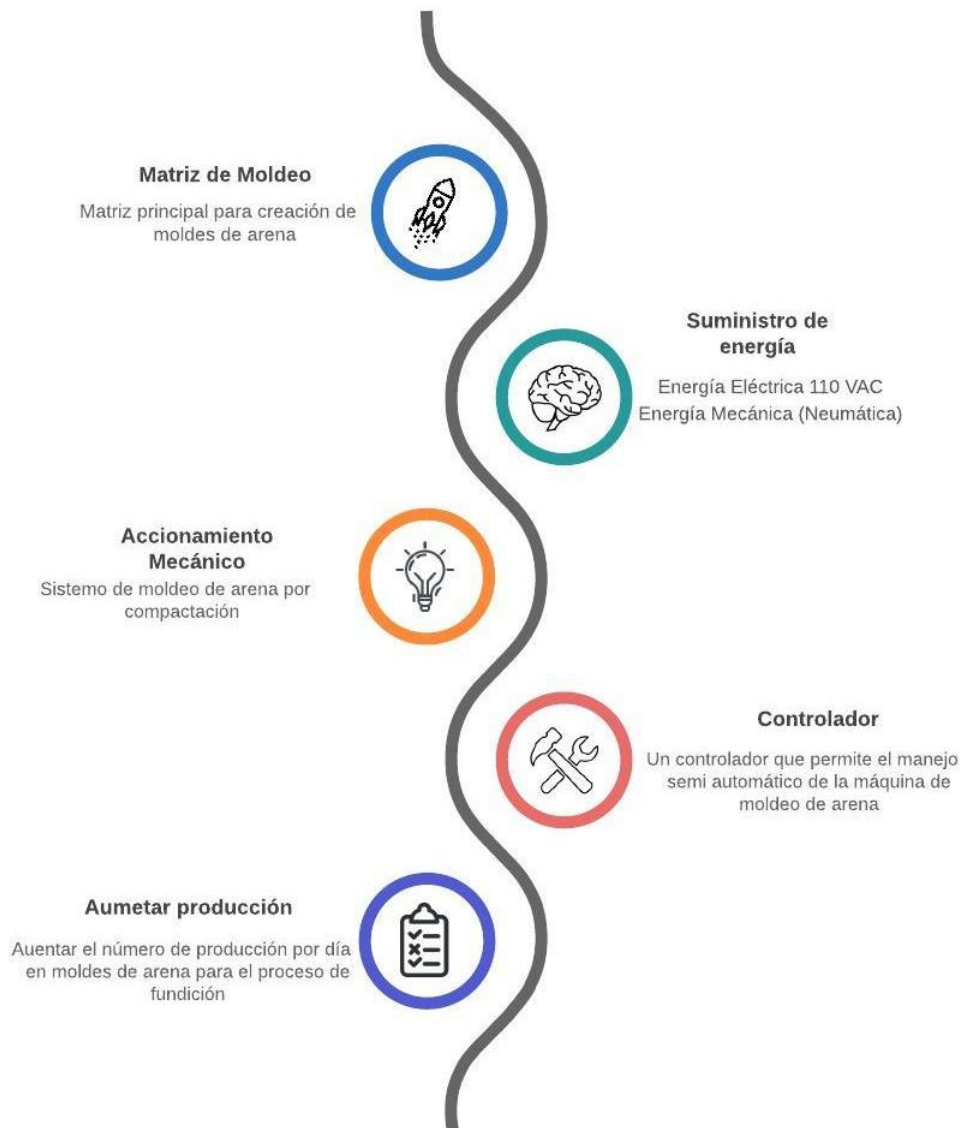 Matriz de Moldeo
Matriz principal para creación de
moldes de arena
Suministro de
energía
Energía Eléctrica 110 VAC
Energía Mecánica (Neumática)
Accionamiento
Mecánico
Sistemo de moldeo de arena por
compactación
Controlador
Un controlador que permite el manejo
semi automático de la máquina de
moldeo de arena
Aumetar producción
Auentar el número de producción por día
en moldes de arena para el proceso de
fundición